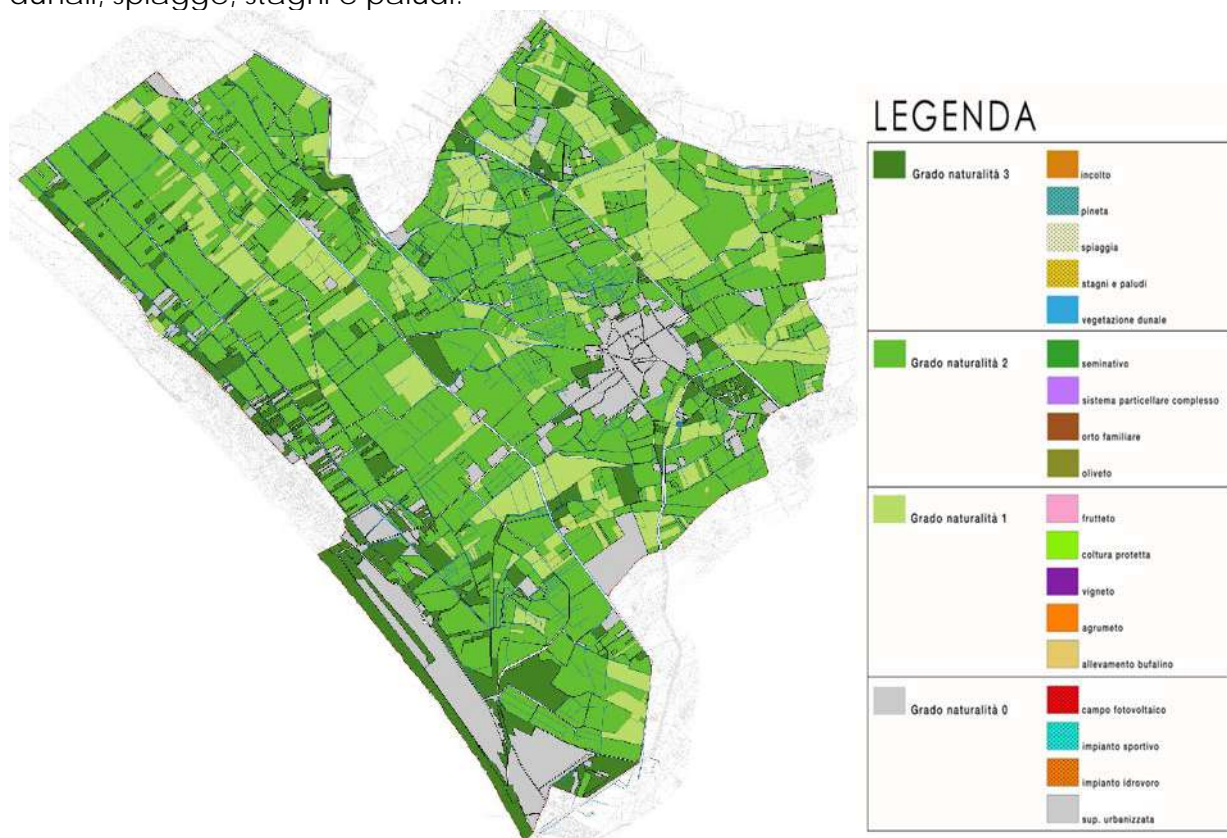 dunali, spiagge, stagni e paludi.
LEGENDA
Grado naturalità 3
incolto
pineta
spiaggia
stagni e paludi
vegetazione dunale
Grado naturalità 2
seminativo
sistema particellare complesso
orto familiare
oliveto
Grado naturalità 1
frutteto
coltura protetta
vigneto
agrumeto
allevamento bufalino
Grado naturalità 0
campo fotovoltaico
impianto sportivo
impianto idrovoro
sup. urbanizzata